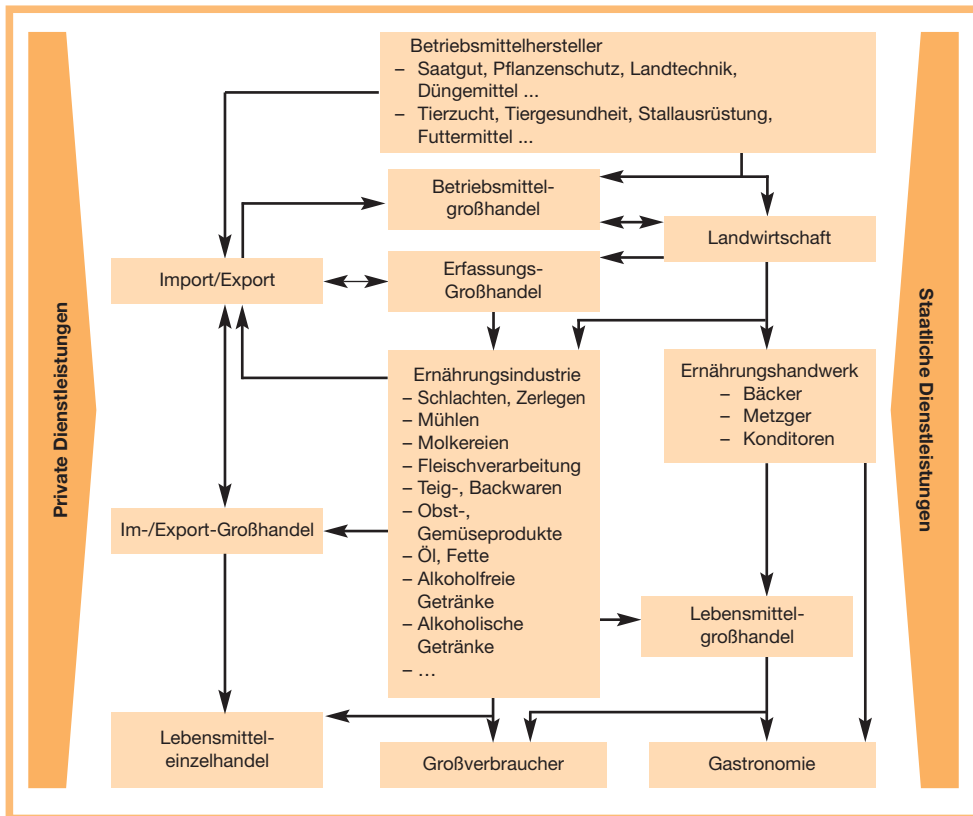 Betriebsmittelhersteller
– Saatgut, Pflanzenschutz, Landtechnik,
Düngemittel ...
– Tierzucht, Tiergesundheit, Stallausrüstung,
Futtermittel ...
Betriebsmittel-
großhandel
Landwirtschaft
Import/Export
Erfassungs-
Großhandel
Private Dienstleistungen
Staatliche Dienstleistungen
Ernährungsindustrie
– Schlachten, Zerlegen
– Mühlen
– Molkereien
– Fleischverarbeitung
– Teig-, Backwaren
– Obst-,
Gemüseprodukte
– Öl, Fette
– Alkoholfreie
Getränke
– Alkoholische
Getränke
– ...
Ernährungshandwerk
– Bäcker
– Metzger
– Konditoren
Im-/Export-Großhandel
Lebensmittel-
großhandel
Lebensmittel-
einzelhandel
Großverbraucher
Gastronomie